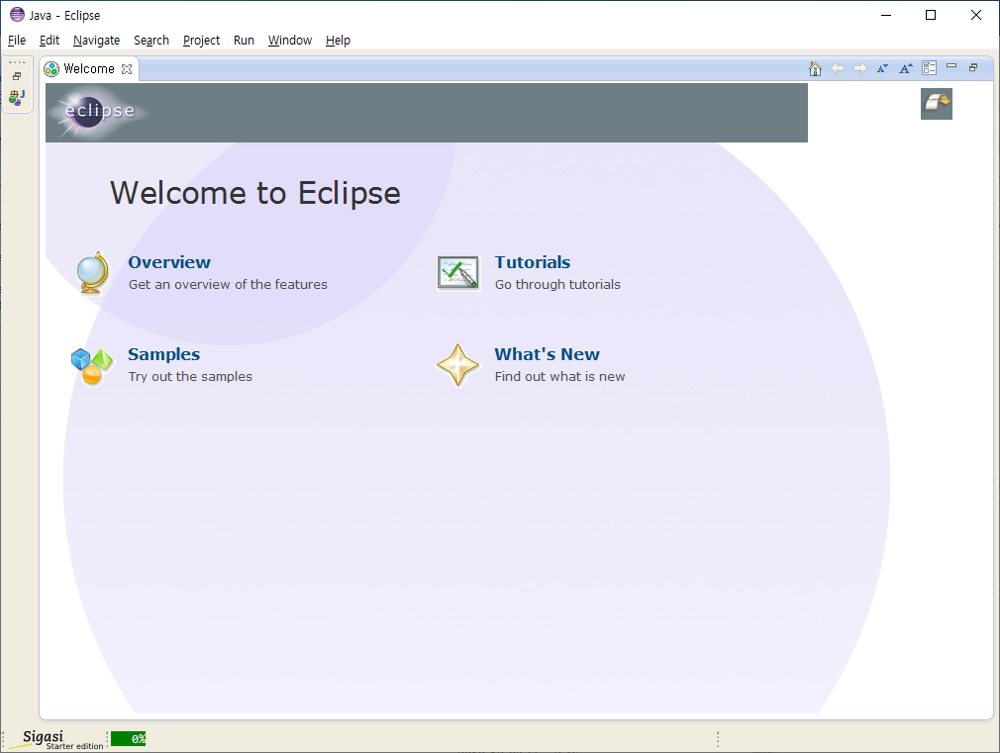 Java - Eclipse
File Edit Navigate Search Project Run Window Help
Welcome
eclipse
Welcome to Eclipse
Overview
Get an overview of the features
Tutorials
Go through tutorials
Samples
Try out the samples
What's New
Find out what is new
Sigasi
Starter edition
0%